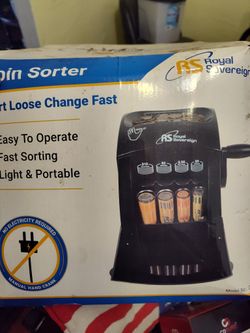 oin Sorter
RS Royal
Sovereign
rt Loose Change Fast
Easy To Operate
Fast Sorting
Light & Portable
RS Royal
Sovereign
NO ELECTRICITY REQUIRED
MANUAL HAND CRANK